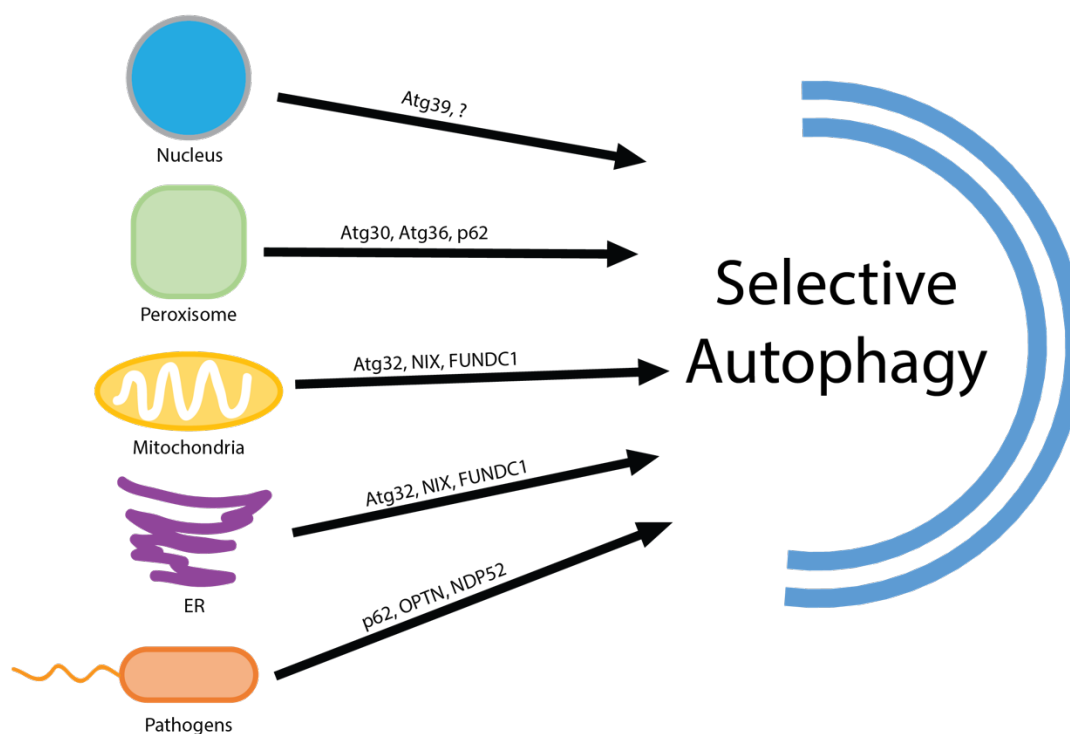 Atg39, ?
Nucleus
Atg30, Atg36, p62
Peroxisome
Atg32, NIX, FUNDC1
Mitochondria
Atg32, NIX, FUNDC1
ER
p62, OPTN, NDP52
Pathogens
Selective
Autophagy